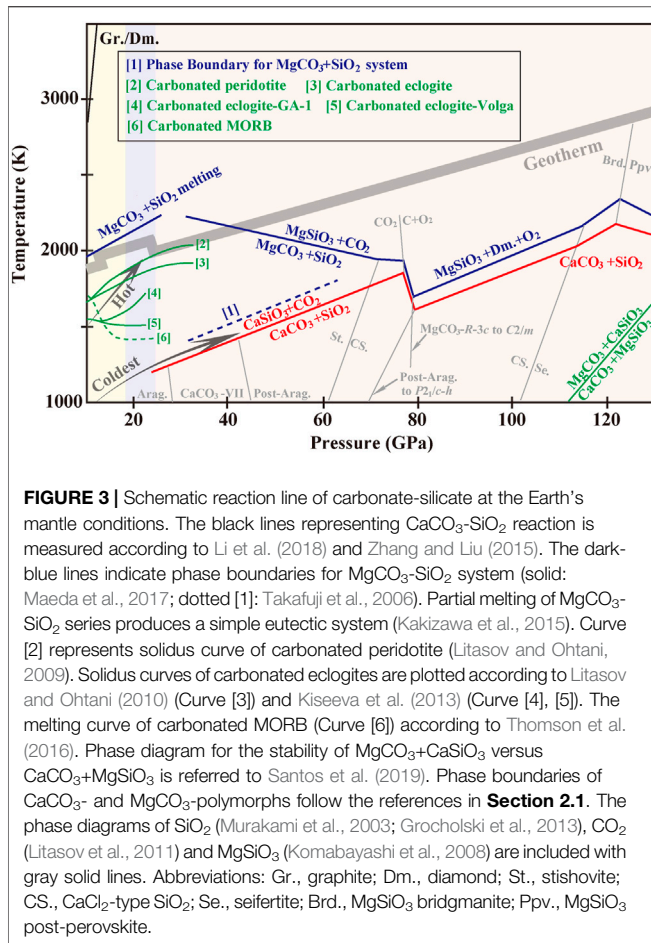 Gr./Dm.
[1] Phase Boundary for MgCO₃+SiO₂ system
[2] Carbonated peridotite [3] Carbonated eclogite
[4] Carbonated eclogite-GA-1 [5] Carbonated eclogite-Volga
[6] Carbonated MORB
3000
2000
1000
Temperature (K)
Geotherm
Brd. Ppv.
MgCO₃+SiO₂ melting
[2]
[3]
Hot
[4]
[5]
[6]
MgSiO₃+CO₂
MgCO₃+SiO₂
CO₂ C+O₂
MgSiO₃+Dm.+O₂
CaCO₃+SiO₂
[1]
CaSiO₃+CO₂
CaCO₃+SiO₂
Coldest
St. CS.
MgCO₃-R-3c to C2/m
CS. Se.
MgCO₃+CaSiO₃
CaCO₃+MgSiO₃
Arag. CaCO₃-VII Post-Arag.
Post-Arag.
to P2₁/c-h
20 40 60 80 100 120
Pressure (GPa)
FIGURE 3 | Schematic reaction line of carbonate-silicate at the Earth's
mantle conditions. The black lines representing CaCO₃-SiO₂ reaction is
measured according to Li et al. (2018) and Zhang and Liu (2015). The dark-
blue lines indicate phase boundaries for MgCO₃-SiO₂ system (solid:
Maeda et al., 2017; dotted [1]: Takafuji et al., 2006). Partial melting of MgCO₃-
SiO₂ series produces a simple eutectic system (Kakizawa et al., 2015). Curve
[2] represents solidus curve of carbonated peridotite (Litasov and Ohtani,
2009). Solidus curves of carbonated eclogites are plotted according to Litasov
and Ohtani (2010) (Curve [3]) and Kiseeva et al. (2013) (Curve [4], [5]). The
melting curve of carbonated MORB (Curve [6]) according to Thomson et al.
(2016). Phase diagram for the stability of MgCO₃+CaSiO₃ versus
CaCO₃+MgSiO₃ is referred to Santos et al. (2019). Phase boundaries of
CaCO₃- and MgCO₃-polymorphs follow the references in Section 2.1. The
phase diagrams of SiO₂ (Murakami et al., 2003; Grocholski et al., 2013), CO₂
(Litasov et al., 2011) and MgSiO₃ (Komabayashi et al., 2008) are included with
gray solid lines. Abbreviations: Gr., graphite; Dm., diamond; St., stishovite;
CS., CaCl₂-type SiO₂; Se., seifertite; Brd., MgSiO₃ bridgmanite; Ppv., MgSiO₃
post-perovskite.